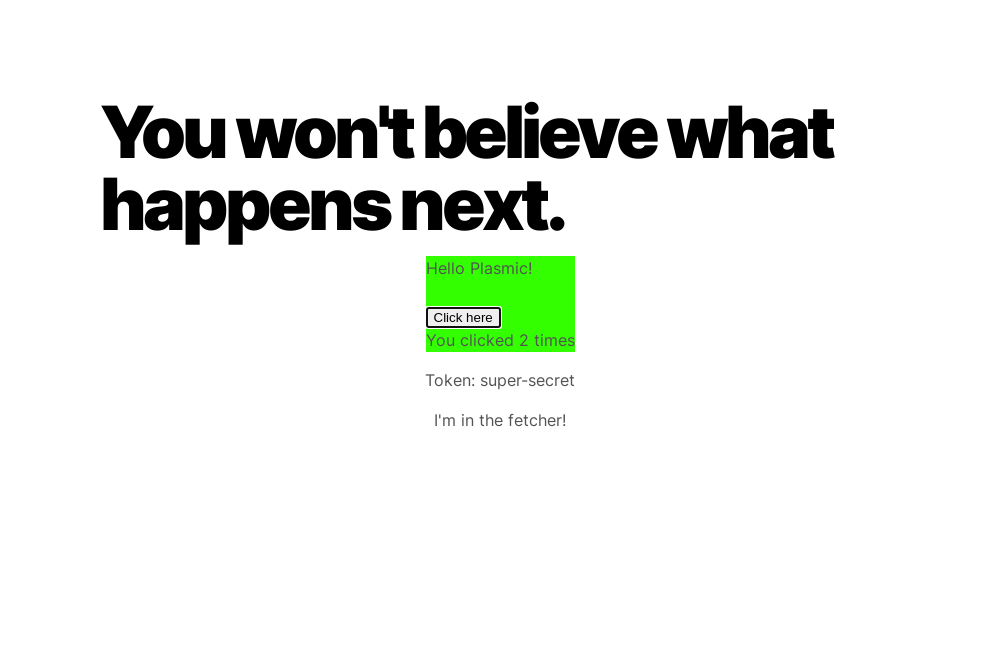 You won't believe what
happens next.
Hello Plasmic!
Click here
You clicked 2 times
Token: super-secret
I'm in the fetcher!